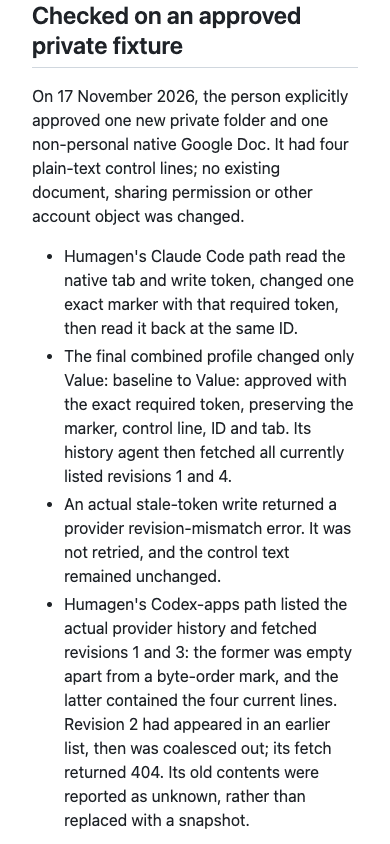 Checked on an approved
private fixture
On 17 November 2026, the person explicitly
approved one new private folder and one
non-personal native Google Doc. It had four
plain-text control lines; no existing
document, sharing permission or other
account object was changed.
• Humagen's Claude Code path read the
native tab and write token, changed one
exact marker with that required token,
then read it back at the same ID.
• The final combined profile changed only
Value: baseline to Value: approved with
the exact required token, preserving the
marker, control line, ID and tab. Its
history agent then fetched all currently
listed revisions 1 and 4.
• An actual stale-token write returned a
provider revision-mismatch error. It was
not retried, and the control text
remained unchanged.
• Humagen's Codex-apps path listed the
actual provider history and fetched
revisions 1 and 3: the former was empty
apart from a byte-order mark, and the
latter contained the four current lines.
Revision 2 had appeared in an earlier
list, then was coalesced out; its fetch
returned 404. Its old contents were
reported as unknown, rather than
replaced with a snapshot.